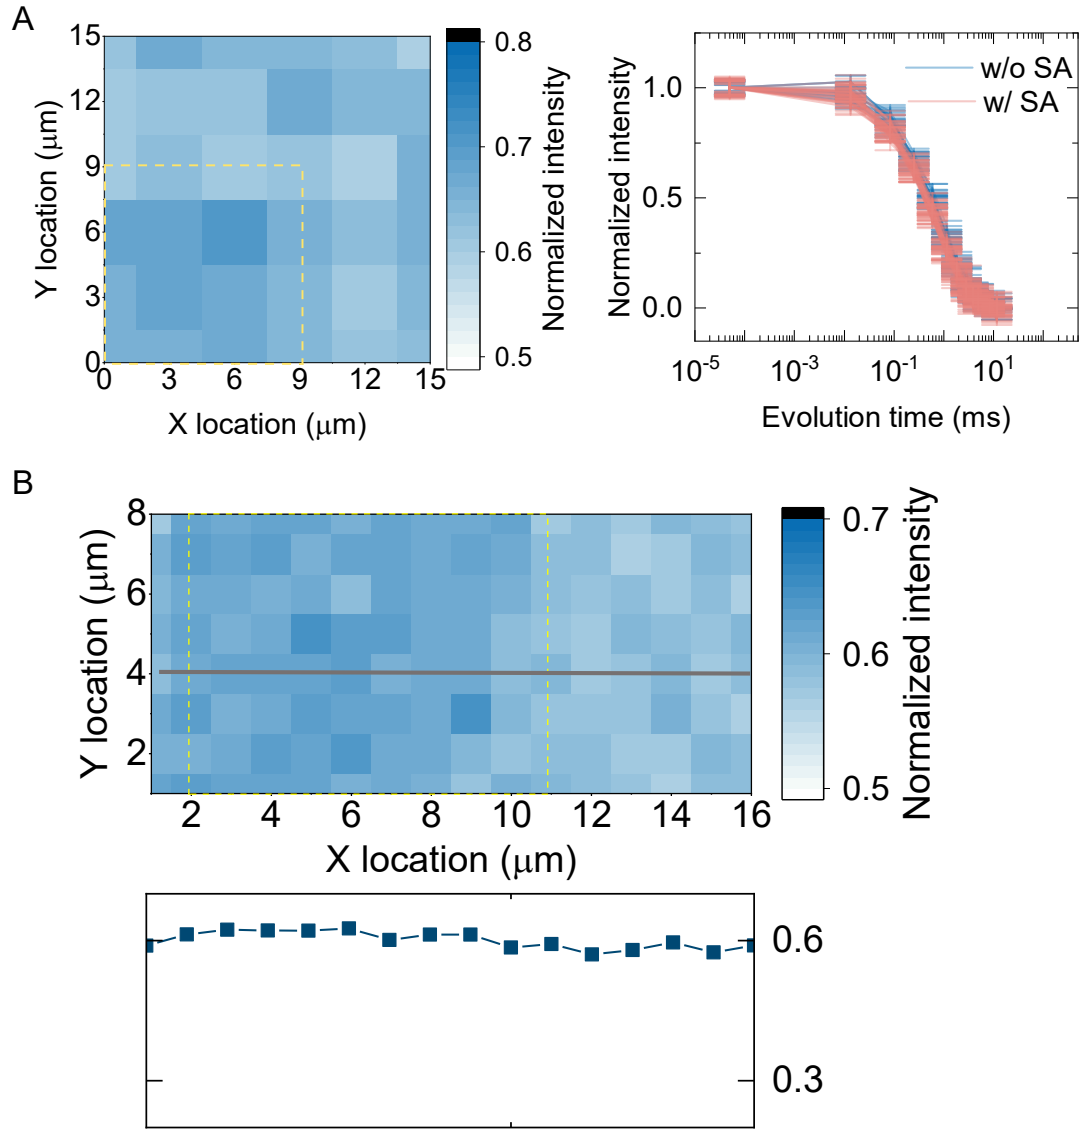 A
15
12
9
6
3
0
Y location (μm)
0 3 6 9 12 15
X location (μm)
0.8
0.7
0.6
0.5
Normalized intensity
1.0
0.5
0.0
Normalized intensity
w/o SA
w/ SA
10⁻⁵ 10⁻³ 10⁻¹ 10¹
Evolution time (ms)
B
8
6
4
2
Y location (μm)
2 4 6 8 10 12 14 16
X location (μm)
0.7
0.6
0.5
Normalized intensity
0.6
0.3